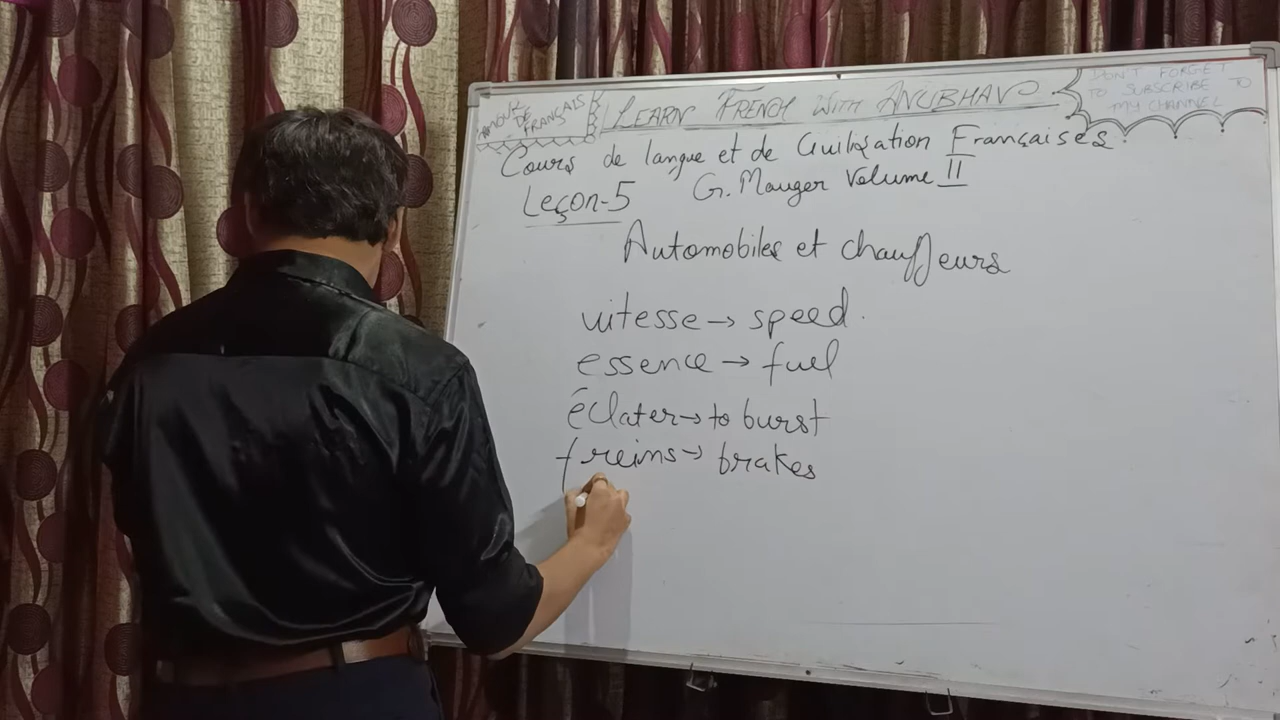 AMOUR
DE
FRANÇAIS
LEARN FRENCH WITH ANUBHAV
DON'T FORGET
TO SUBSCRIBE TO
MY CHANNEL
Cours de langue et de Civilisation Françaises.
G. Mauger Volume II
Leçon-5
Automobiles et chauffeurs
vitesse → speed.
essence → fuel
éclater → to burst
freins → brakes